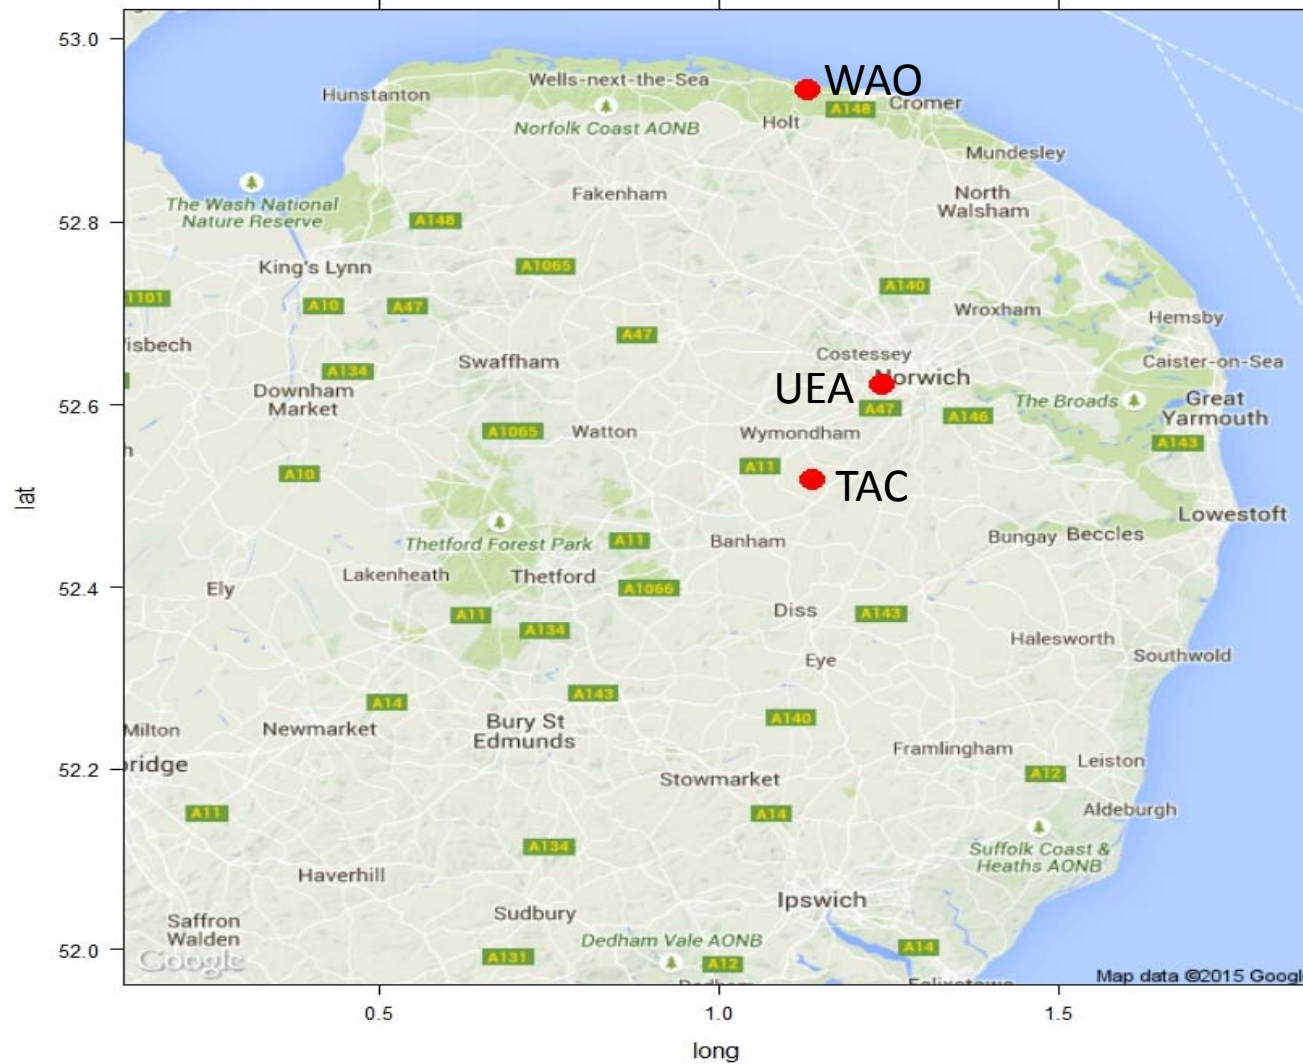 53.0
WAO
Wells-next-the-Sea
Hunstanton
Cromer
A148
Norfolk Coast AONB
Holt
Mundesley
Fakenham
North
Walsham
The Wash National
Nature Reserve
52.8
A148
King's Lynn
A1065
A140
1101
A10
A47
Wroxham
Hemsby
A47
isbech
Costessey
Caister-on-Sea
Swaffham
A134
Norwich
UEA
Downham
Market
52.6
A47
A146
The Broads
Great
Yarmouth
A1065
Watton
Wymondham
A143
h
A10
A11
TAC
lat
Lowestoft
Thetford Forest Park
A11
Banham
Bungay
Beccles
Lakenheath
Thetford
52.4
Ely
A1066
A11
Diss
A143
A134
Halesworth
Eye
Southwold
A14
A143
Milton
Newmarket
Bury St
Edmunds
A140
Framlingham
Leiston
52.2
bridge
Stowmarket
A12
A11
A14
Aldeburgh
A134
Suffolk Coast &
Heaths AONB
Haverhill
Ipswich
Saffron
Walden
Sudbury
Dedham Vale AONB
52.0
A14
Google
A131
A12
Map data ©2015 Google
0.5
1.0
1.5
long